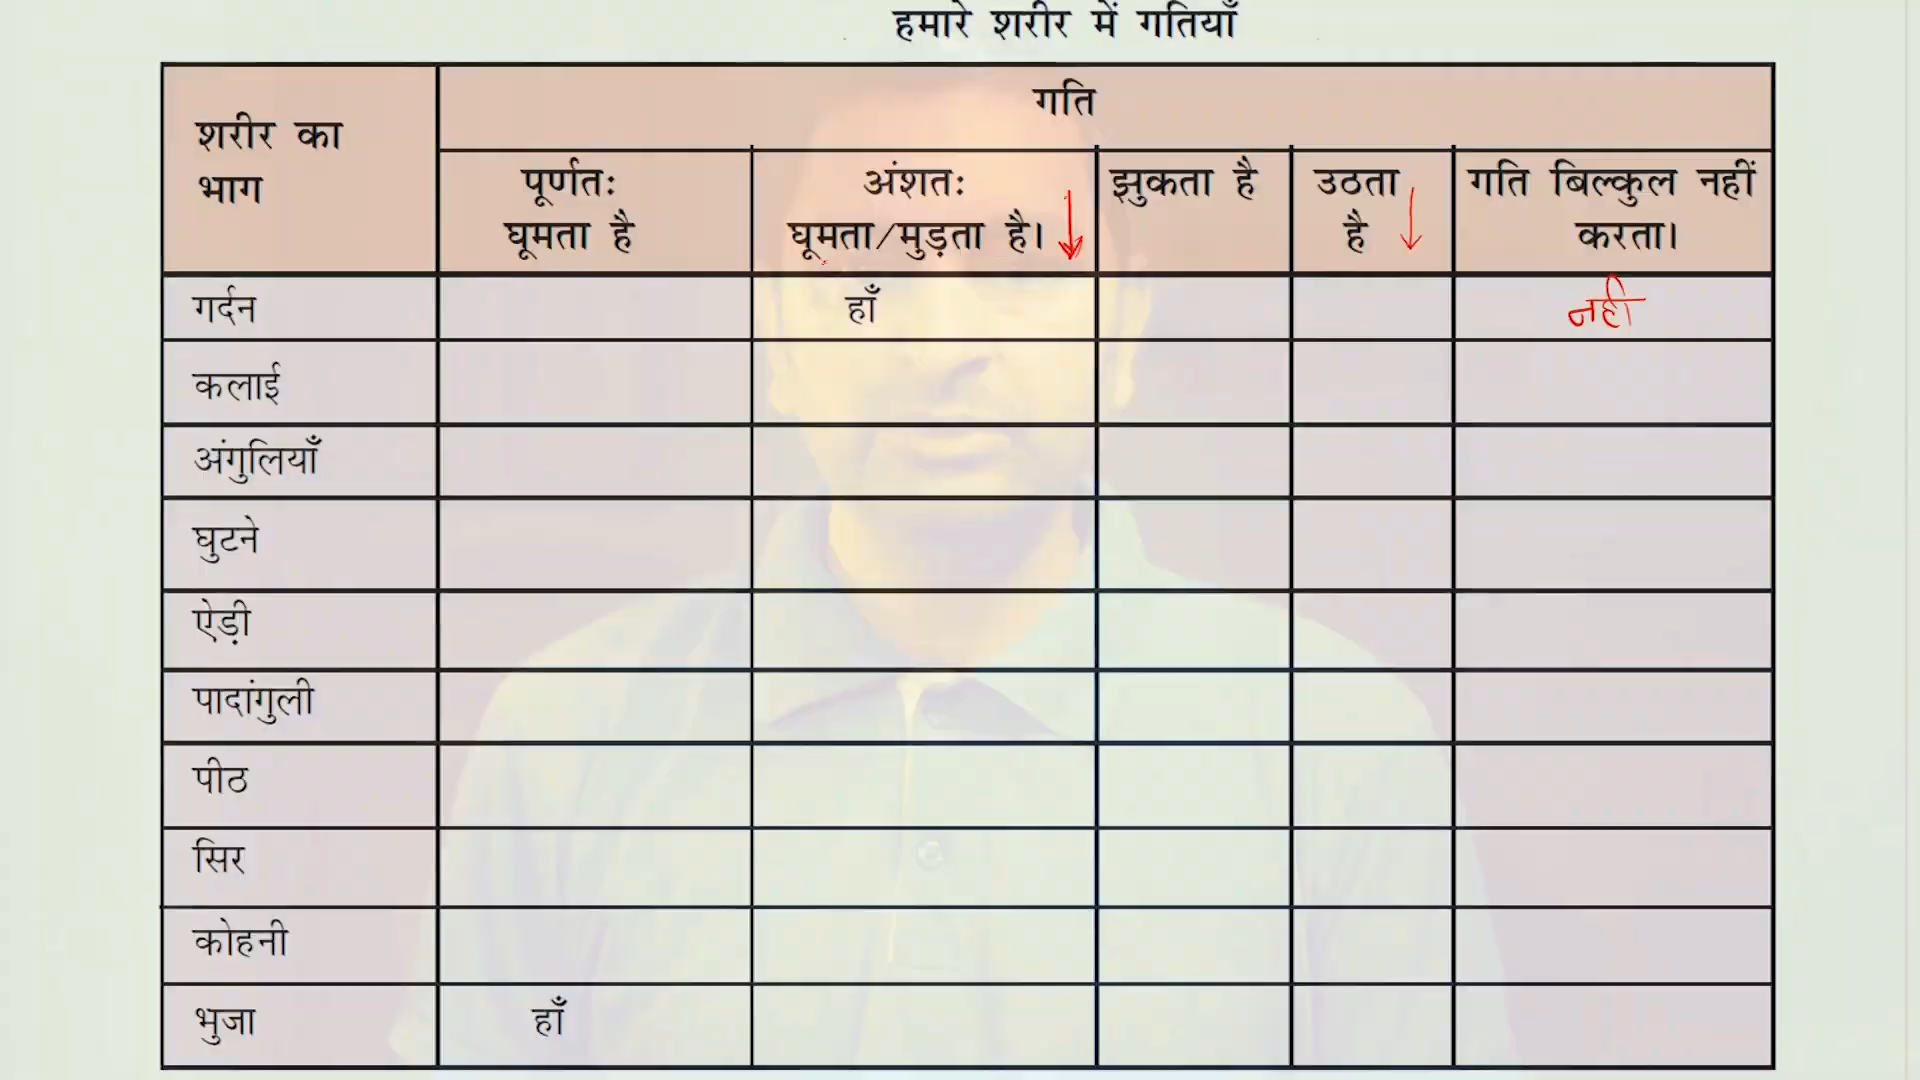 हमारे शरीर में गतियाँ
शरीर का भाग
गति
पूर्णतः घूमता है
अंशतः घूमता/मुड़ता है।
झुकता है
उठता है
गति बिल्कुल नहीं करता।
गर्दन हाँ नहीं
कलाई
अंगुलियाँ
घुटने
ऐड़ी
पादांगुली
पीठ
सिर
कोहनी
भुजा हाँ